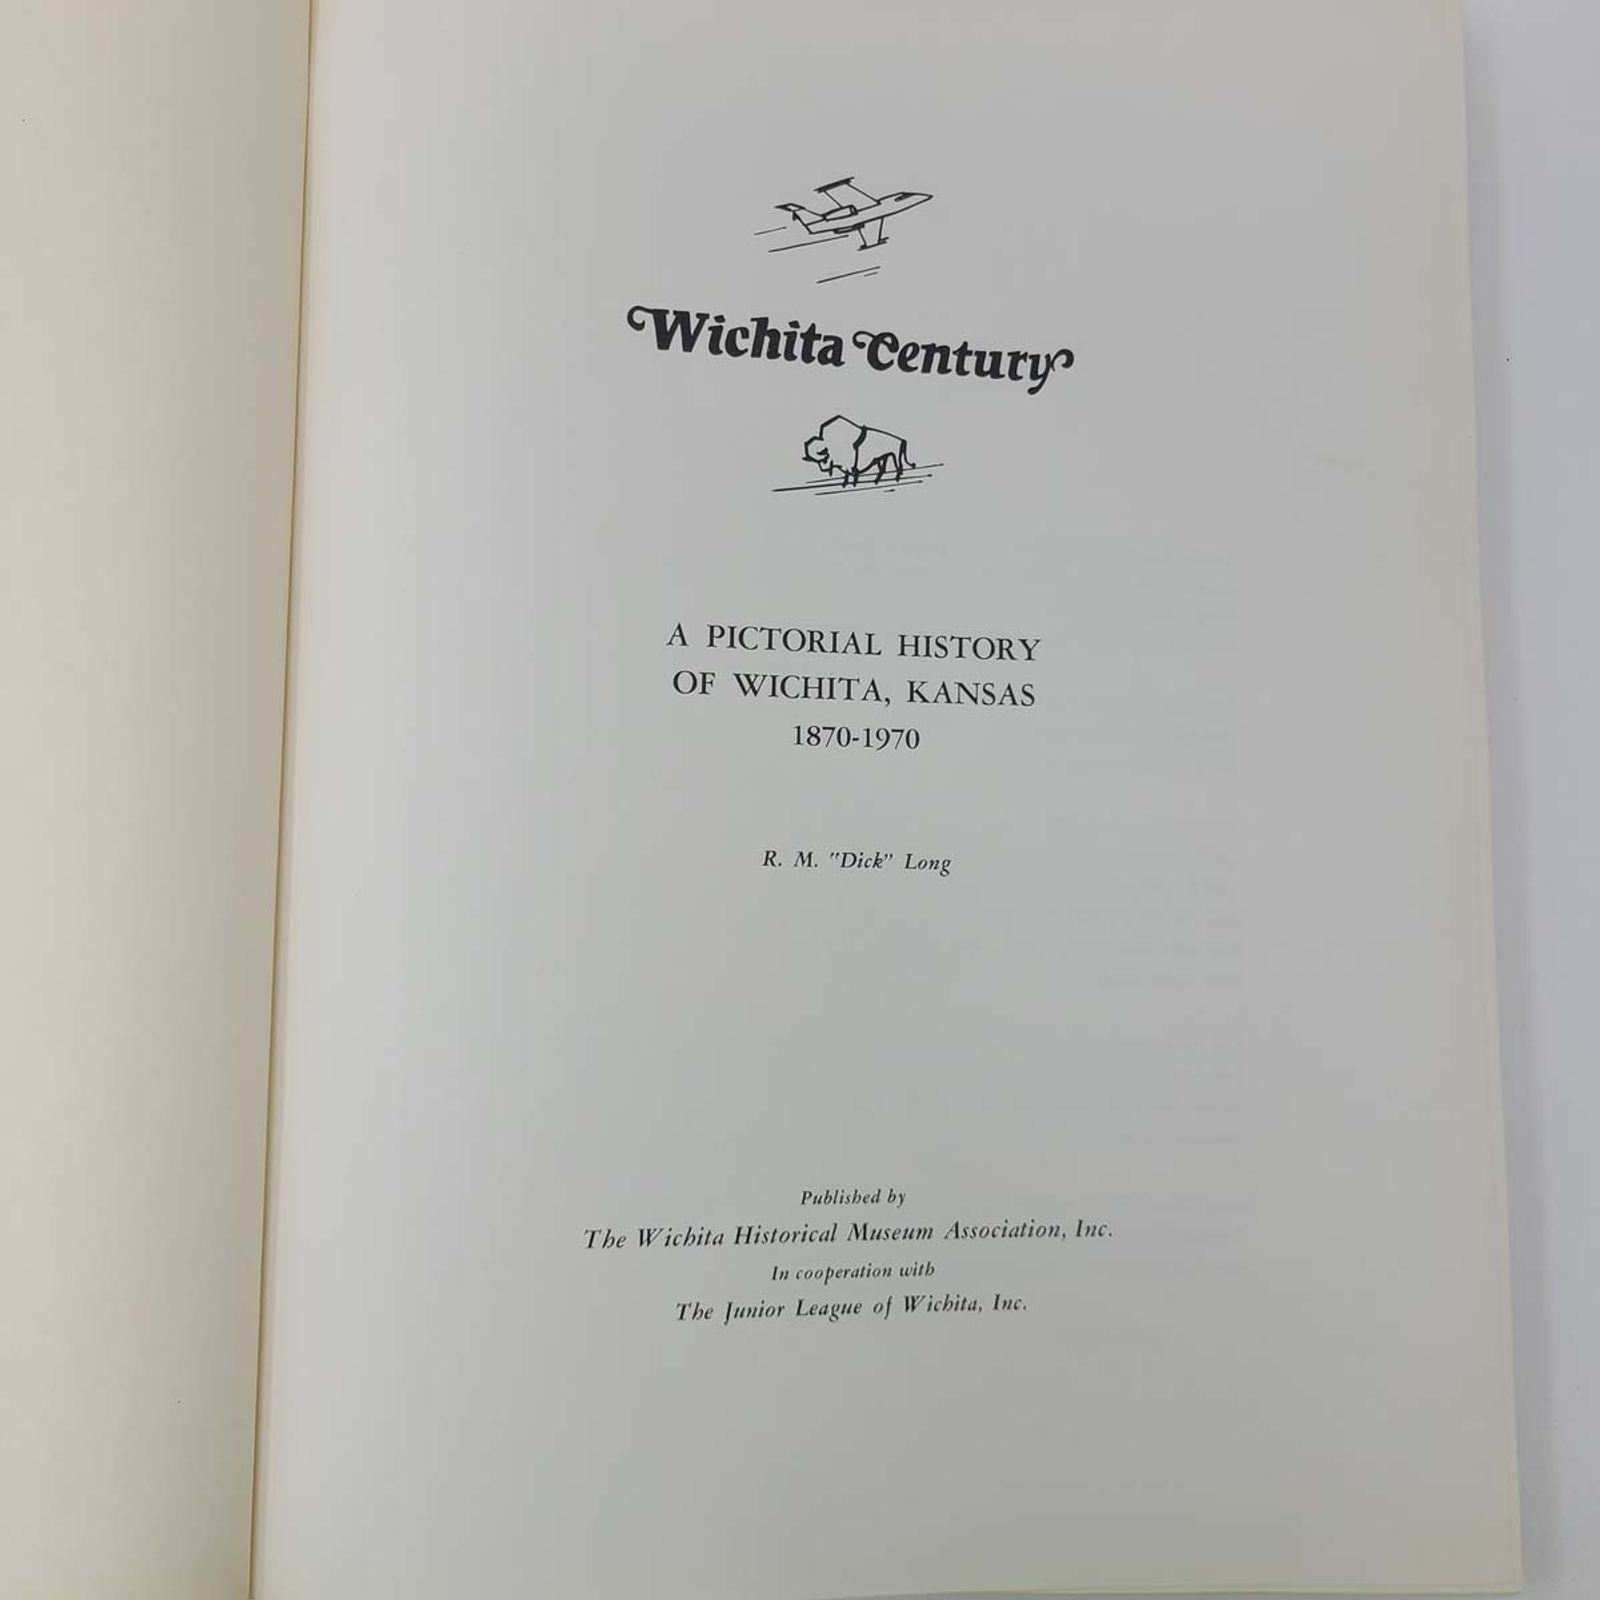 Wichita Century
A PICTORIAL HISTORY
OF WICHITA, KANSAS
1870-1970
R. M. "Dick" Long
Published by
The Wichita Historical Museum Association, Inc.
In cooperation with
The Junior League of Wichita, Inc.